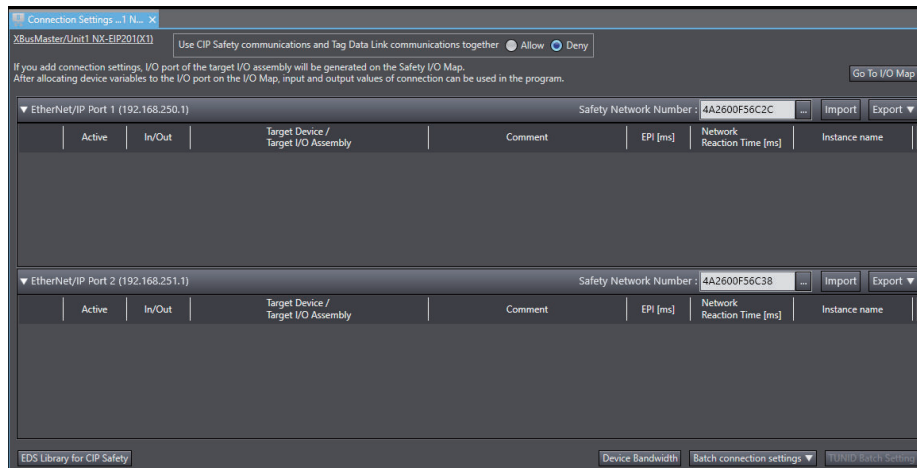 Connection Settings ...1 N... ×
XBusMaster/Unit1 NX-EIP201(X1)
Use CIP Safety communications and Tag Data Link communications together Allow Deny
If you add connection settings, I/O port of the target I/O assembly will be generated on the Safety I/O Map.
After allocating device variables to the I/O port on the I/O Map, input and output values of connection can be used in the program.
Go To I/O Map
▼ EtherNet/IP Port 1 (192.168.250.1) Safety Network Number : 4A2600F56C2C ... Import Export ▼
Active In/Out Target Device / Target I/O Assembly Comment EPI [ms] Network Reaction Time [ms] Instance name
▼ EtherNet/IP Port 2 (192.168.251.1) Safety Network Number : 4A2600F56C38 ... Import Export ▼
Active In/Out Target Device / Target I/O Assembly Comment EPI [ms] Network Reaction Time [ms] Instance name
EDS Library for CIP Safety Device Bandwidth Batch connection settings ▼ TUNID Batch Setting